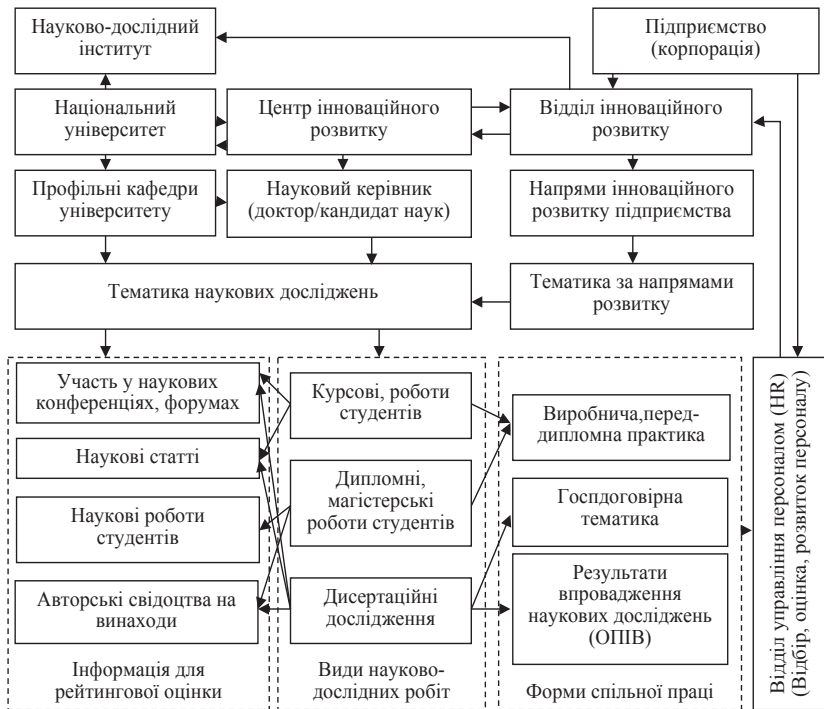 Науково-дослідний
інститут
Підприємство
(корпорація)
Національний
університет
Центр інноваційного
розвитку
Відділ інноваційного
розвитку
Профільні кафедри
університету
Науковий керівник
(доктор/кандидат наук)
Напрями інноваційного
розвитку підприємства
Тематика наукових досліджень
Тематика за напрямами
розвитку
Участь у наукових
конференціях, форумах
Наукові статті
Наукові роботи
студентів
Авторські свідоцтва на
винаходи
Інформація для
рейтингової оцінки
Курсові, роботи
студентів
Дипломні,
магістерські
роботи студентів
Дисертаційні
дослідження
Види науково-
дослідних робіт
Виробнича,перед-
дипломна практика
Госпдоговірна
тематика
Результати
впровадження
наукових досліджень
(ОПІВ)
Форми спільної праці
Відділ управління персоналом (HR)
(Відбір, оцінка, розвиток персоналу)